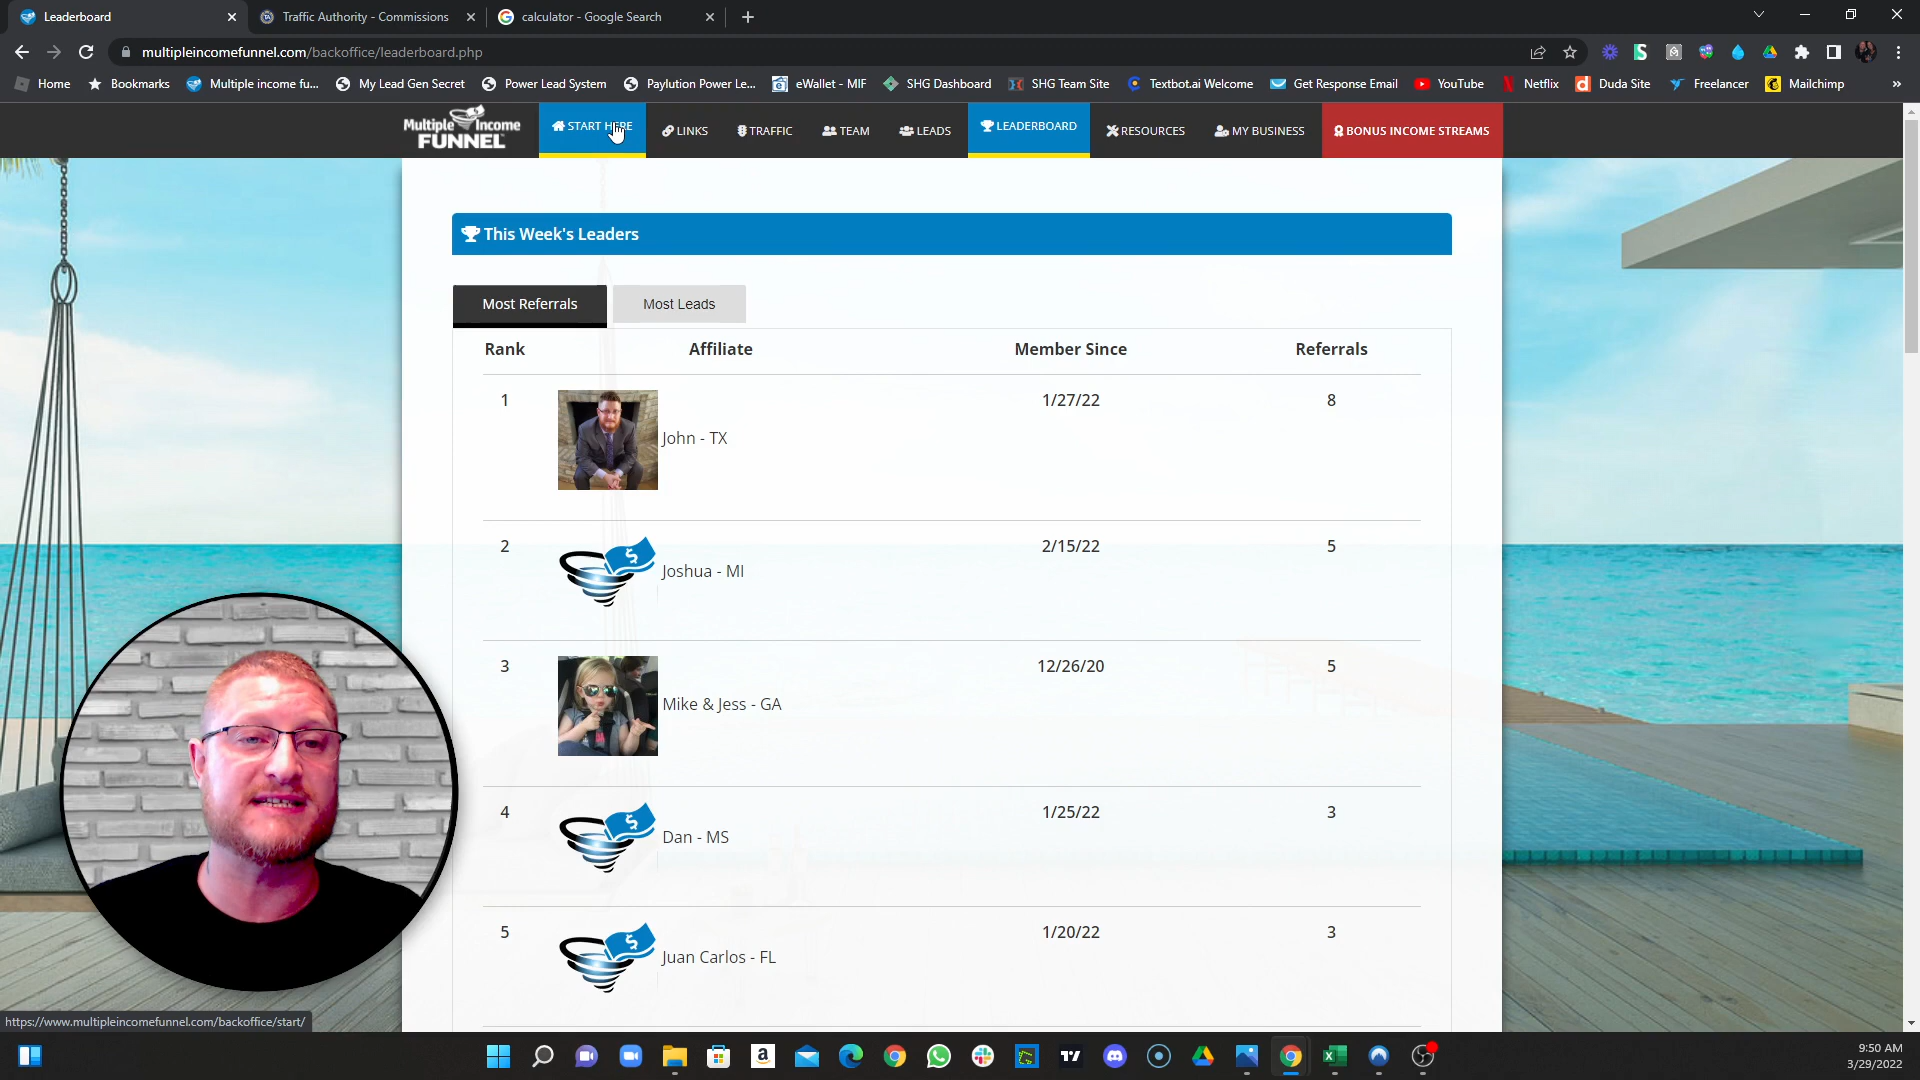 Leaderboard
Traffic Authority - Commissions
calculator - Google Search
multipleincomefunnel.com/backoffice/leaderboard.php
Home
Bookmarks
Multiple income fu...
My Lead Gen Secret
Power Lead System
Paylution Power Le...
eWallet - MIF
SHG Dashboard
SHG Team Site
Textbot.ai Welcome
Get Response Email
YouTube
Netflix
Duda Site
Freelancer
Mailchimp
»
Multiple Income
FUNNEL
START HERE
LINKS
TRAFFIC
TEAM
LEADS
LEADERBOARD
RESOURCES
MY BUSINESS
BONUS INCOME STREAMS
This Week's Leaders
Most Referrals
Most Leads
Rank Affiliate Member Since Referrals
1 John - TX 1/27/22 8
2 Joshua - MI 2/15/22 5
3 Mike & Jess - GA 12/26/20 5
4 Dan - MS 1/25/22 3
5 Juan Carlos - FL 1/20/22 3
https://www.multipleincomefunnel.com/backoffice/start/
9:50 AM
3/29/2022